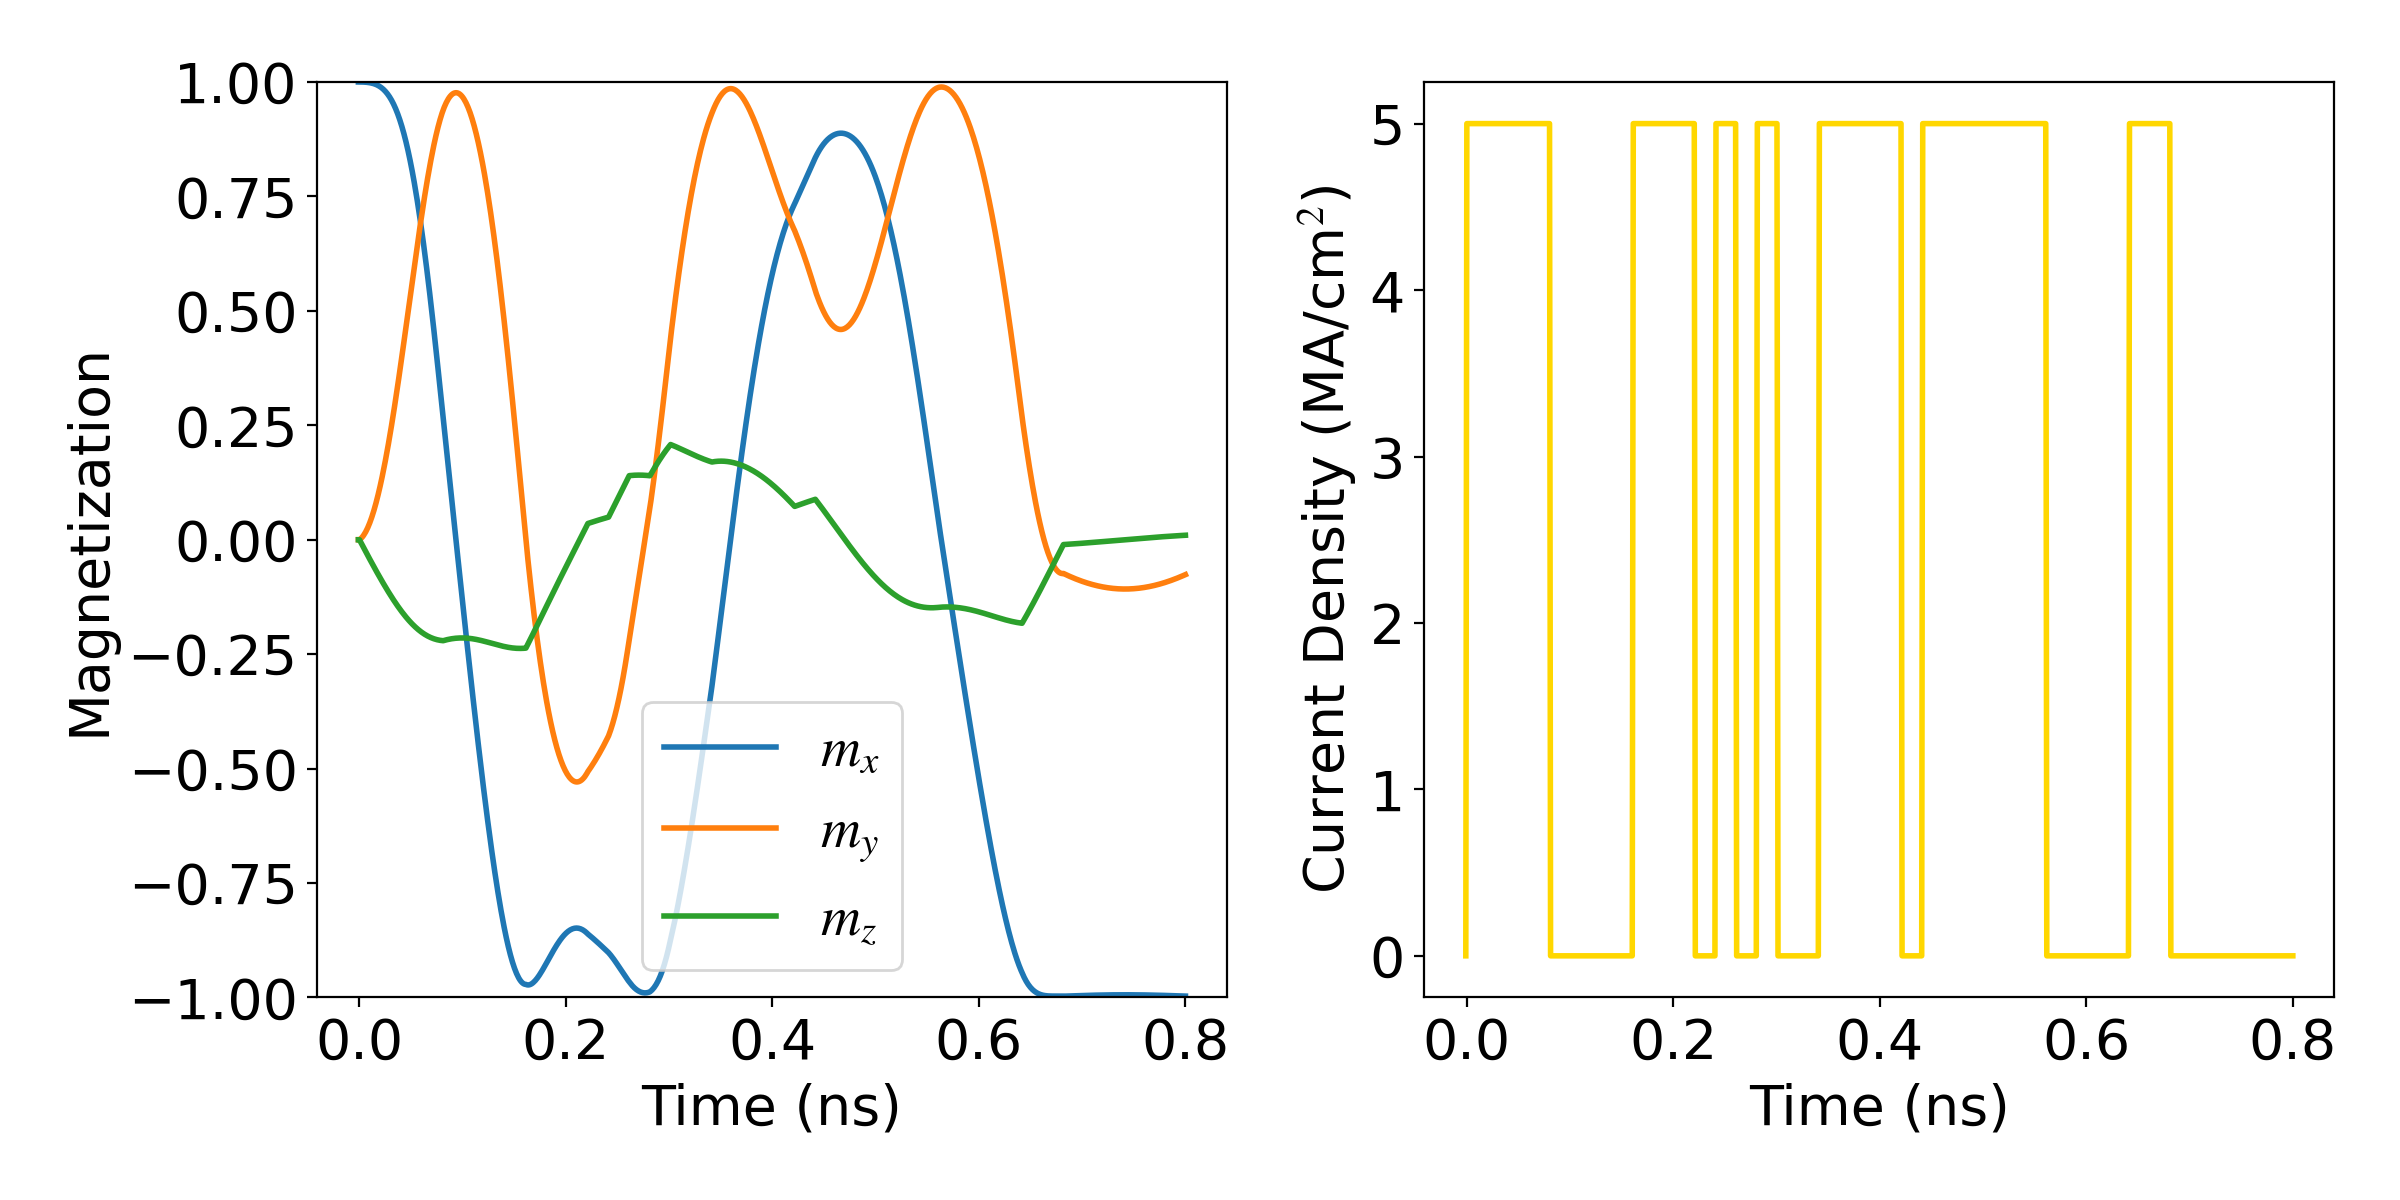 1.00
0.75
0.50
0.25
0.00
−0.25
−0.50
−0.75
−1.00
Magnetization
0.0 0.2 0.4 0.6 0.8
Time (ns)
m_x
m_y
m_z
5
4
3
2
1
0
Current Density (MA/cm²)
0.0 0.2 0.4 0.6 0.8
Time (ns)